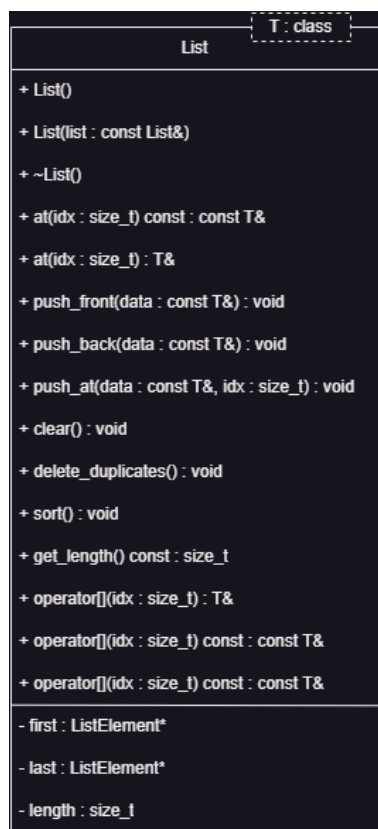 T : class
List
+ List()
+ List(list : const List&)
+ ~List()
+ at(idx : size_t) const : const T&
+ at(idx : size_t) : T&
+ push_front(data : const T&) : void
+ push_back(data : const T&) : void
+ push_at(data : const T&, idx : size_t) : void
+ clear() : void
+ delete_duplicates() : void
+ sort() : void
+ get_length() const : size_t
+ operator[](idx : size_t) : T&
+ operator[](idx : size_t) const : const T&
+ operator[](idx : size_t) const : const T&
- first : ListElement*
- last : ListElement*
- length : size_t